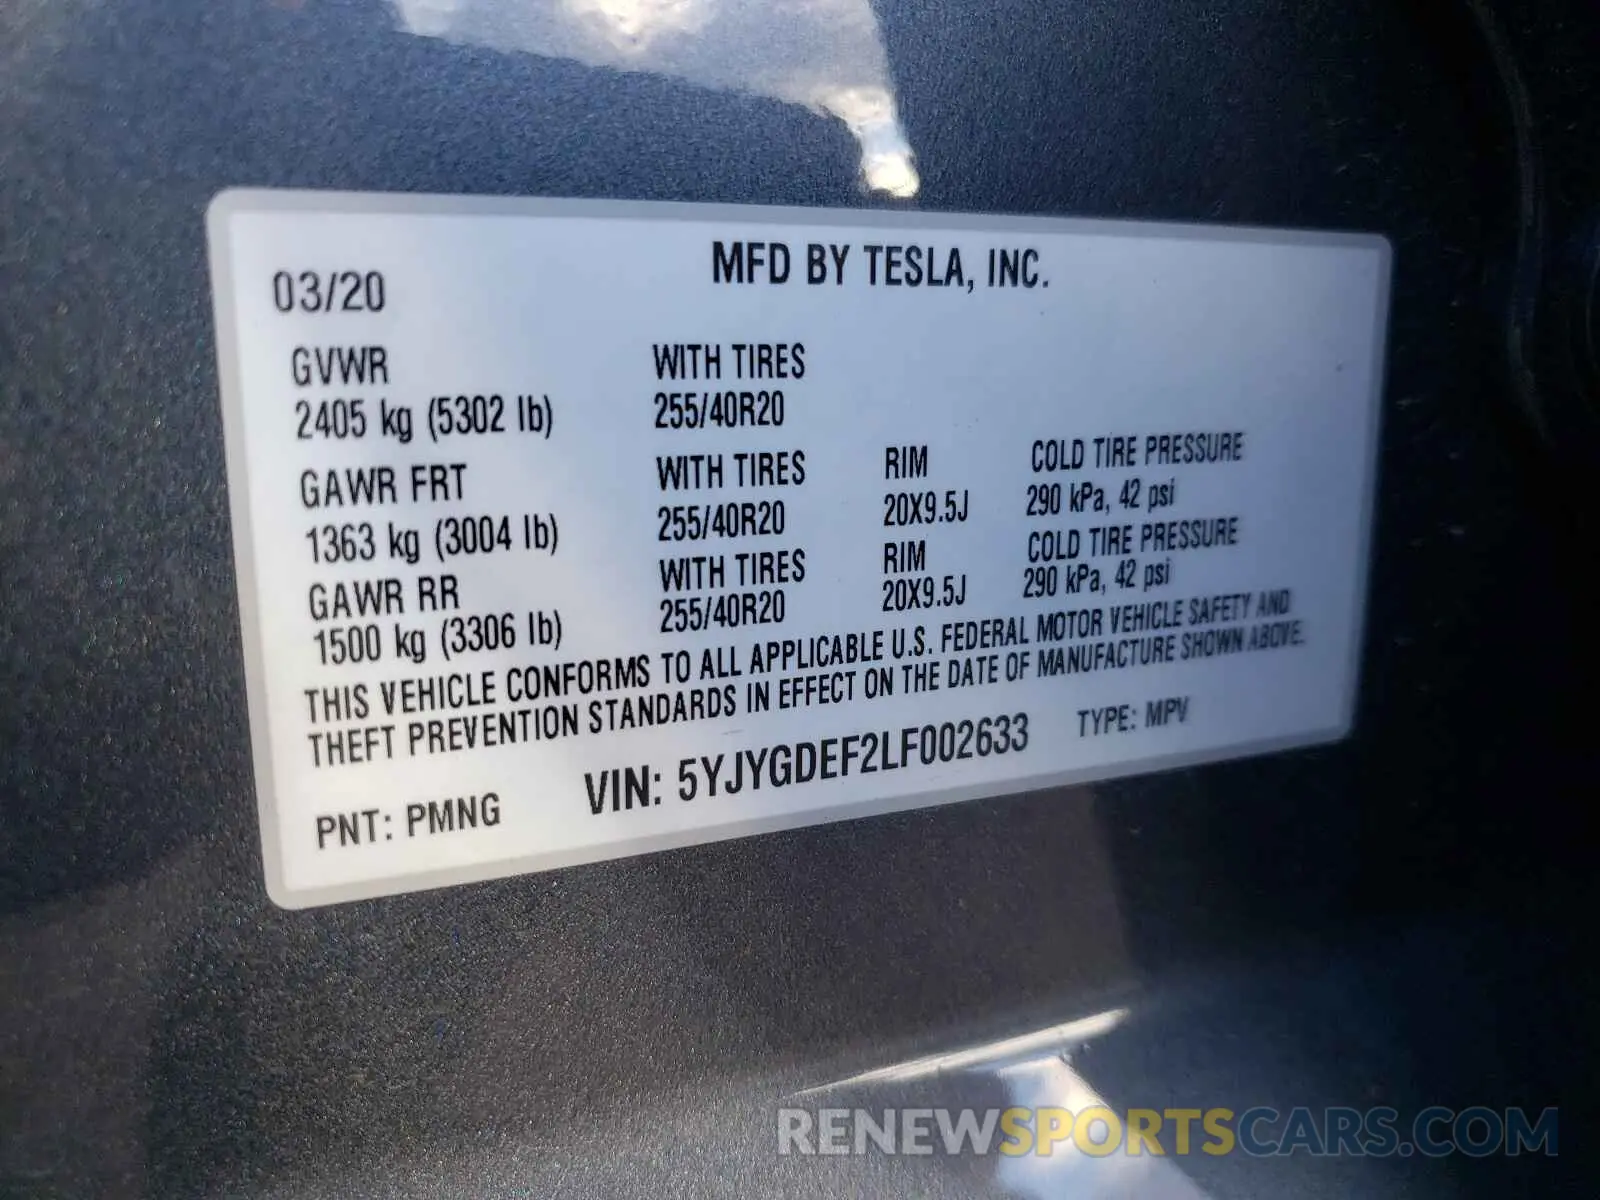 03/20
MFD BY TESLA, INC.
GVWR WITH TIRES
2405 kg (5302 lb) 255/40R20
GAWR FRT WITH TIRES RIM COLD TIRE PRESSURE
1363 kg (3004 lb) 255/40R20 20X9.5J 290 kPa, 42 psi
GAWR RR WITH TIRES RIM COLD TIRE PRESSURE
1500 kg (3306 lb) 255/40R20 20X9.5J 290 kPa, 42 psi
THIS VEHICLE CONFORMS TO ALL APPLICABLE U.S. FEDERAL MOTOR VEHICLE SAFETY AND
THEFT PREVENTION STANDARDS IN EFFECT ON THE DATE OF MANUFACTURE SHOWN ABOVE.
PNT: PMNG VIN: 5YJYGDEF2LF002633 TYPE: MPV
RENEWSPORTSCARS.COM